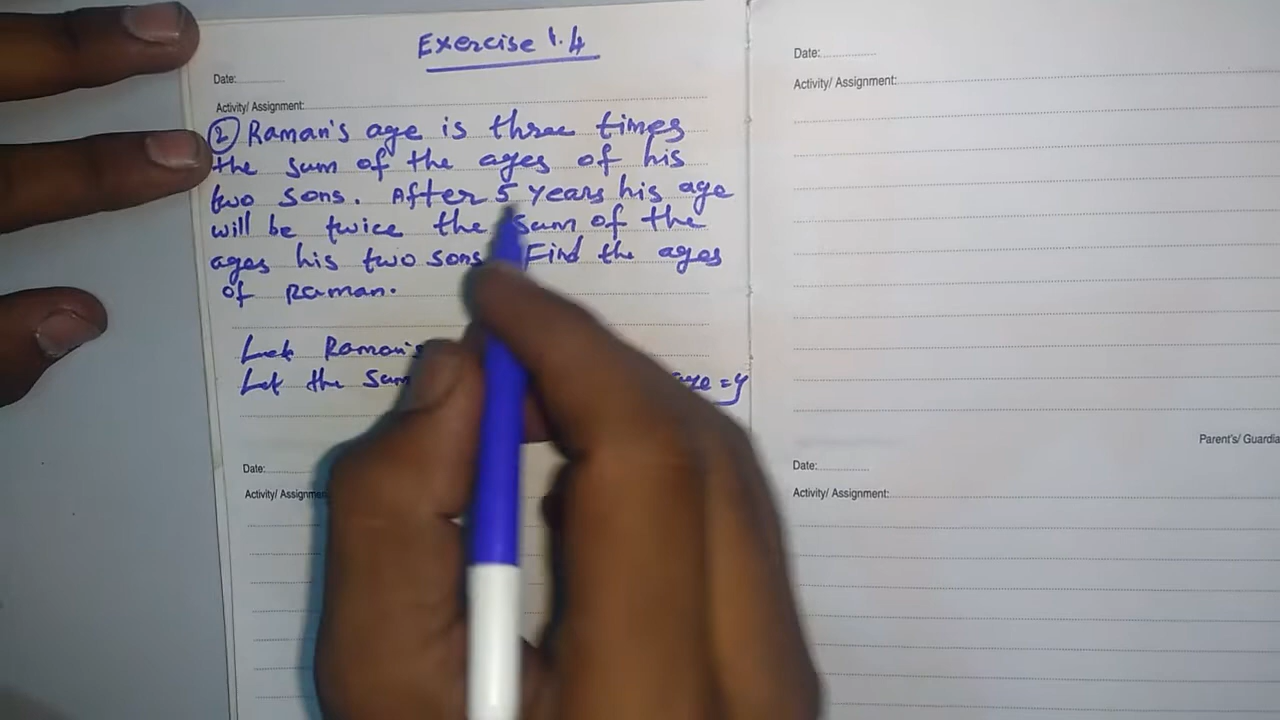 Exercise 1.4
Date:
Activity/ Assignment:
② Raman's age is three times
the sum of the ages of his
two sons. After 5 years his age
will be twice the sum of the
ages his two sons Find the ages
of Raman.
Let Raman's
Let the Sum = y
Date:
Activity/ Assignmen
Date:
Activity/ Assignment:
Parent's/ Guardia
Date:
Activity/ Assignment: